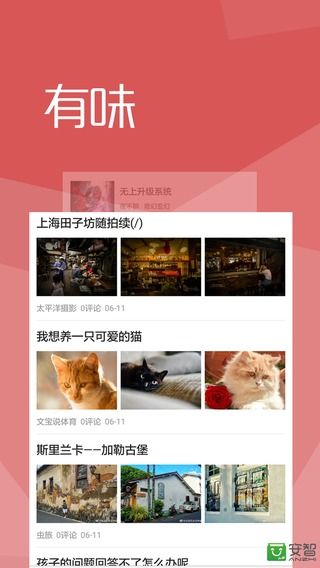 有味
无上升级系统
上海田子坊随拍续(/)
太平洋摄影 0评论 06-11
我想养一只可爱的猫
文宝说体育 0评论 06-11
斯里兰卡——加勒古堡
虫旅 0评论 06-11
孩子的问题回答不了怎么办呢
安智
ANZHI